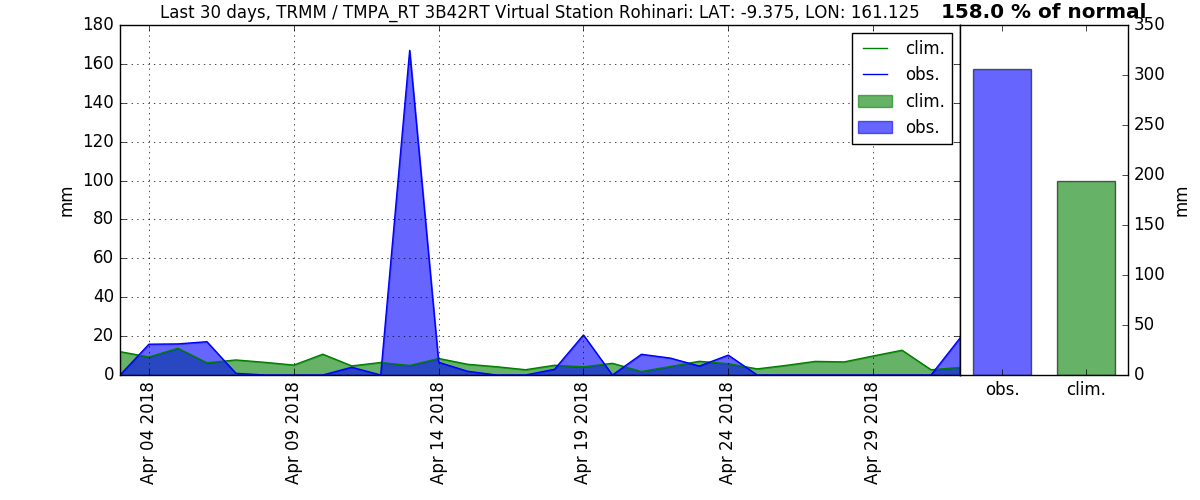 Last 30 days, TRMM / TMPA_RT 3B42RT Virtual Station Rohinari: LAT: -9.375, LON: 161.125
158.0 % of normal
180
160
140
120
100
80
60
40
20
0
mm
clim.
obs.
clim.
obs.
Apr 04 2018
Apr 09 2018
Apr 14 2018
Apr 19 2018
Apr 24 2018
Apr 29 2018
350
300
250
200
150
100
50
0
mm
obs.
clim.